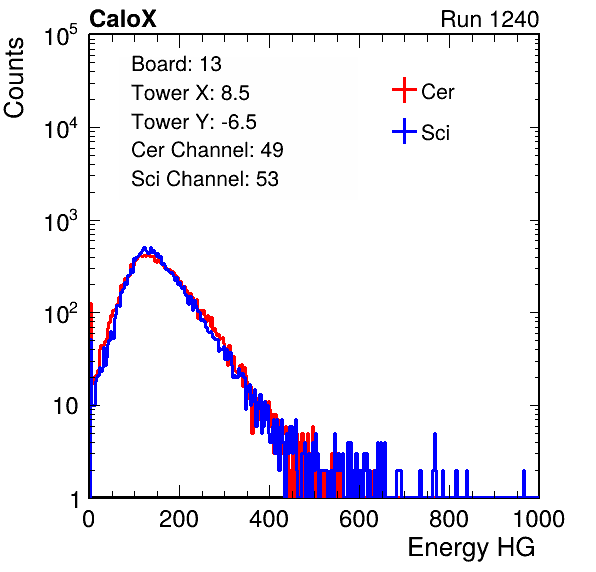 CaloX Run 1240
Counts
Board: 13
Tower X: 8.5
Tower Y: -6.5
Cer Channel: 49
Sci Channel: 53
Cer
Sci
10^5
10^4
10^3
10^2
10
1
0 200 400 600 800 1000
Energy HG